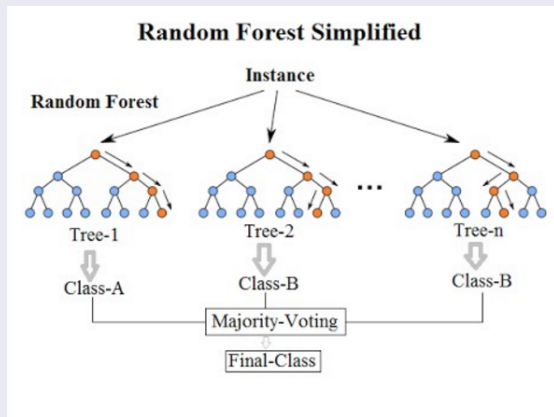 Random Forest Simplified
Instance
Random Forest
...
Tree-1 Tree-2 Tree-n
Class-A Class-B Class-B
Majority-Voting
Final-Class